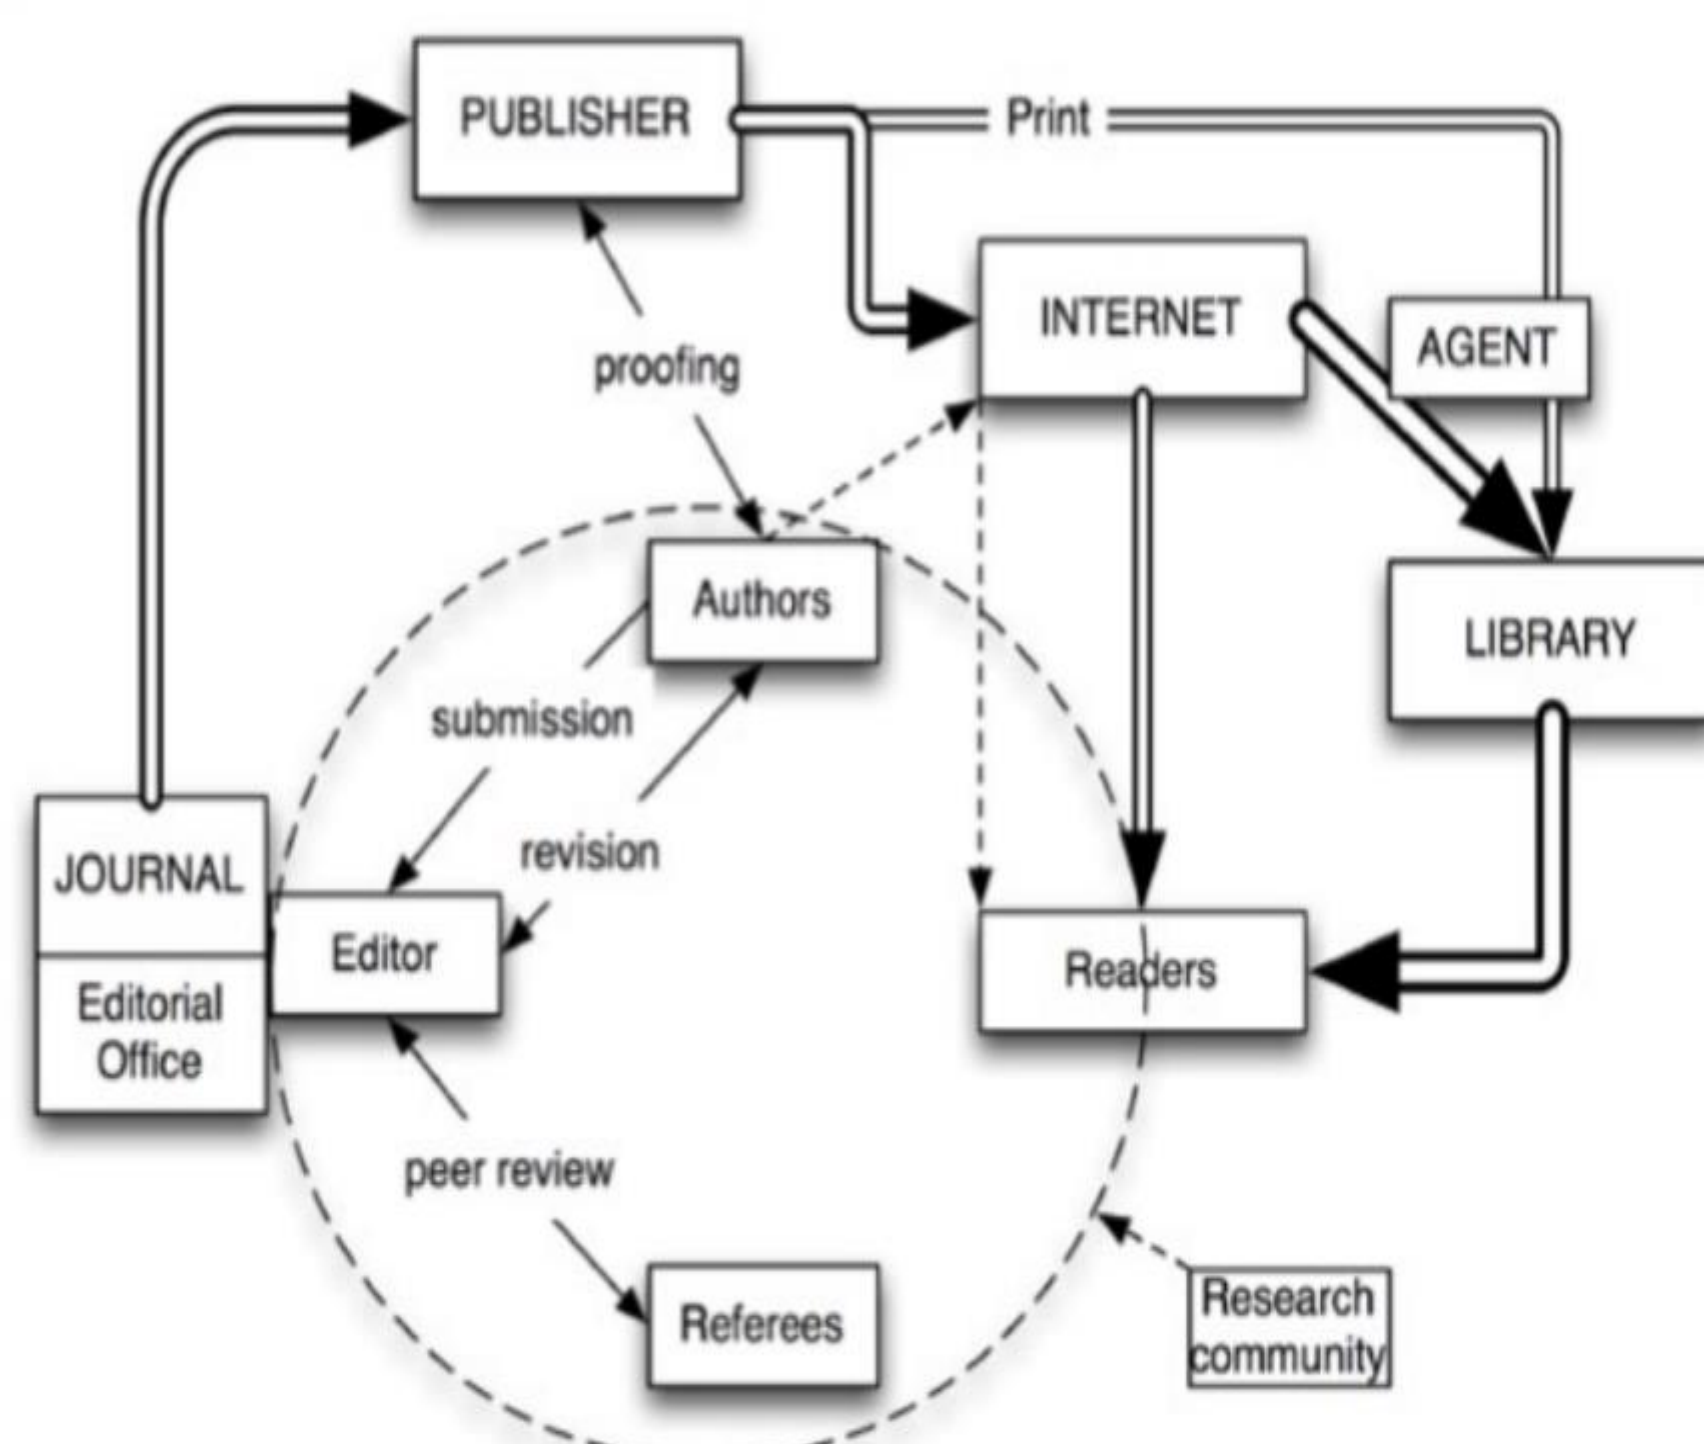 PUBLISHER
Print
INTERNET
AGENT
proofing
Authors
LIBRARY
submission
revision
JOURNAL
Editorial
Office
Editor
Readers
peer review
Referees
Research
community